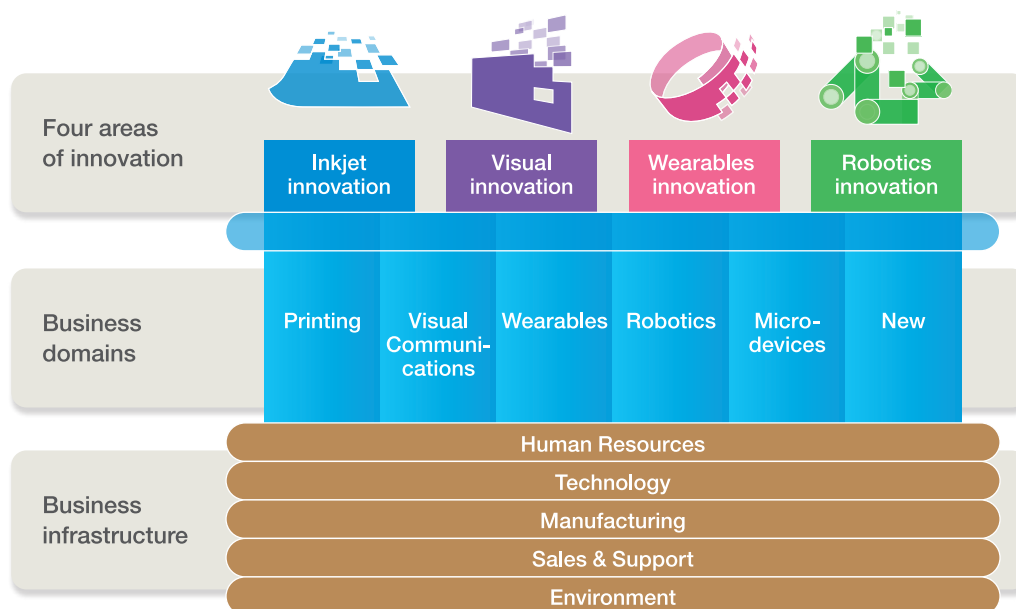 Four areas
of innovation
Inkjet
innovation
Visual
innovation
Wearables
innovation
Robotics
innovation
Business
domains
Printing
Visual
Communi-
cations
Wearables
Robotics
Micro-
devices
New
Business
infrastructure
Human Resources
Technology
Manufacturing
Sales & Support
Environment